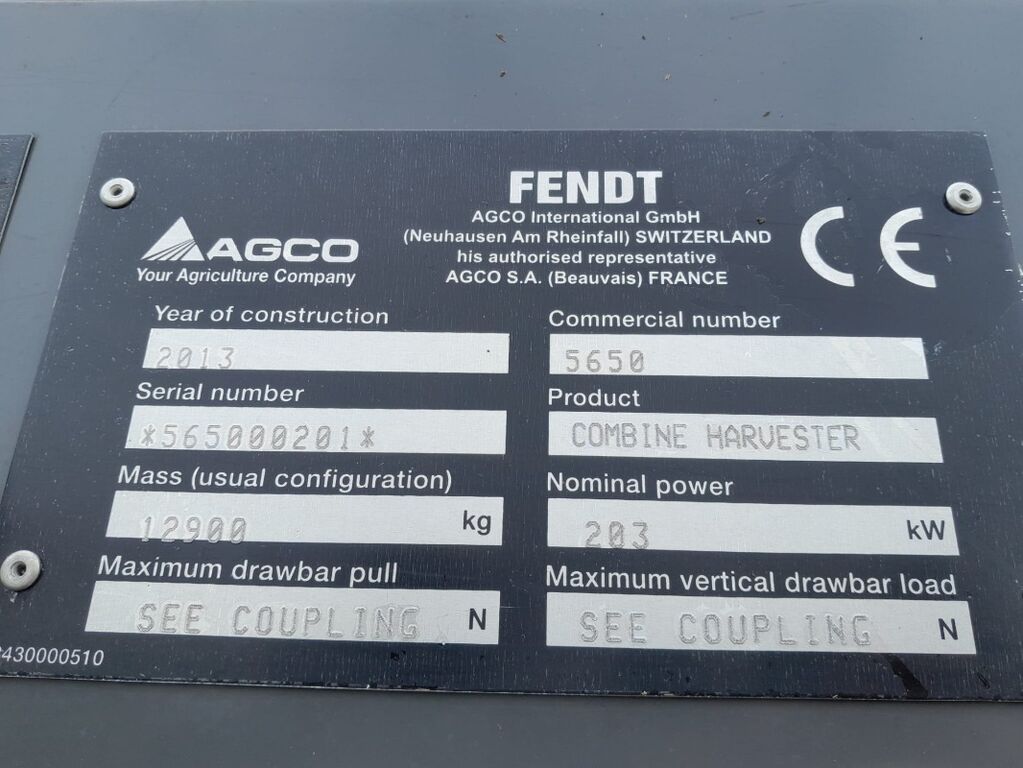 FENDT
AGCO International GmbH
(Neuhausen Am Rheinfall) SWITZERLAND
his authorised representative
AGCO S.A. (Beauvais) FRANCE
AGCO
Your Agriculture Company
CE
Year of construction
2013
Commercial number
5650
Serial number
*565000201*
Product
COMBINE HARVESTER
Mass (usual configuration)
12900 kg
Nominal power
203 kW
Maximum drawbar pull
SEE COUPLING N
Maximum vertical drawbar load
SEE COUPLING N